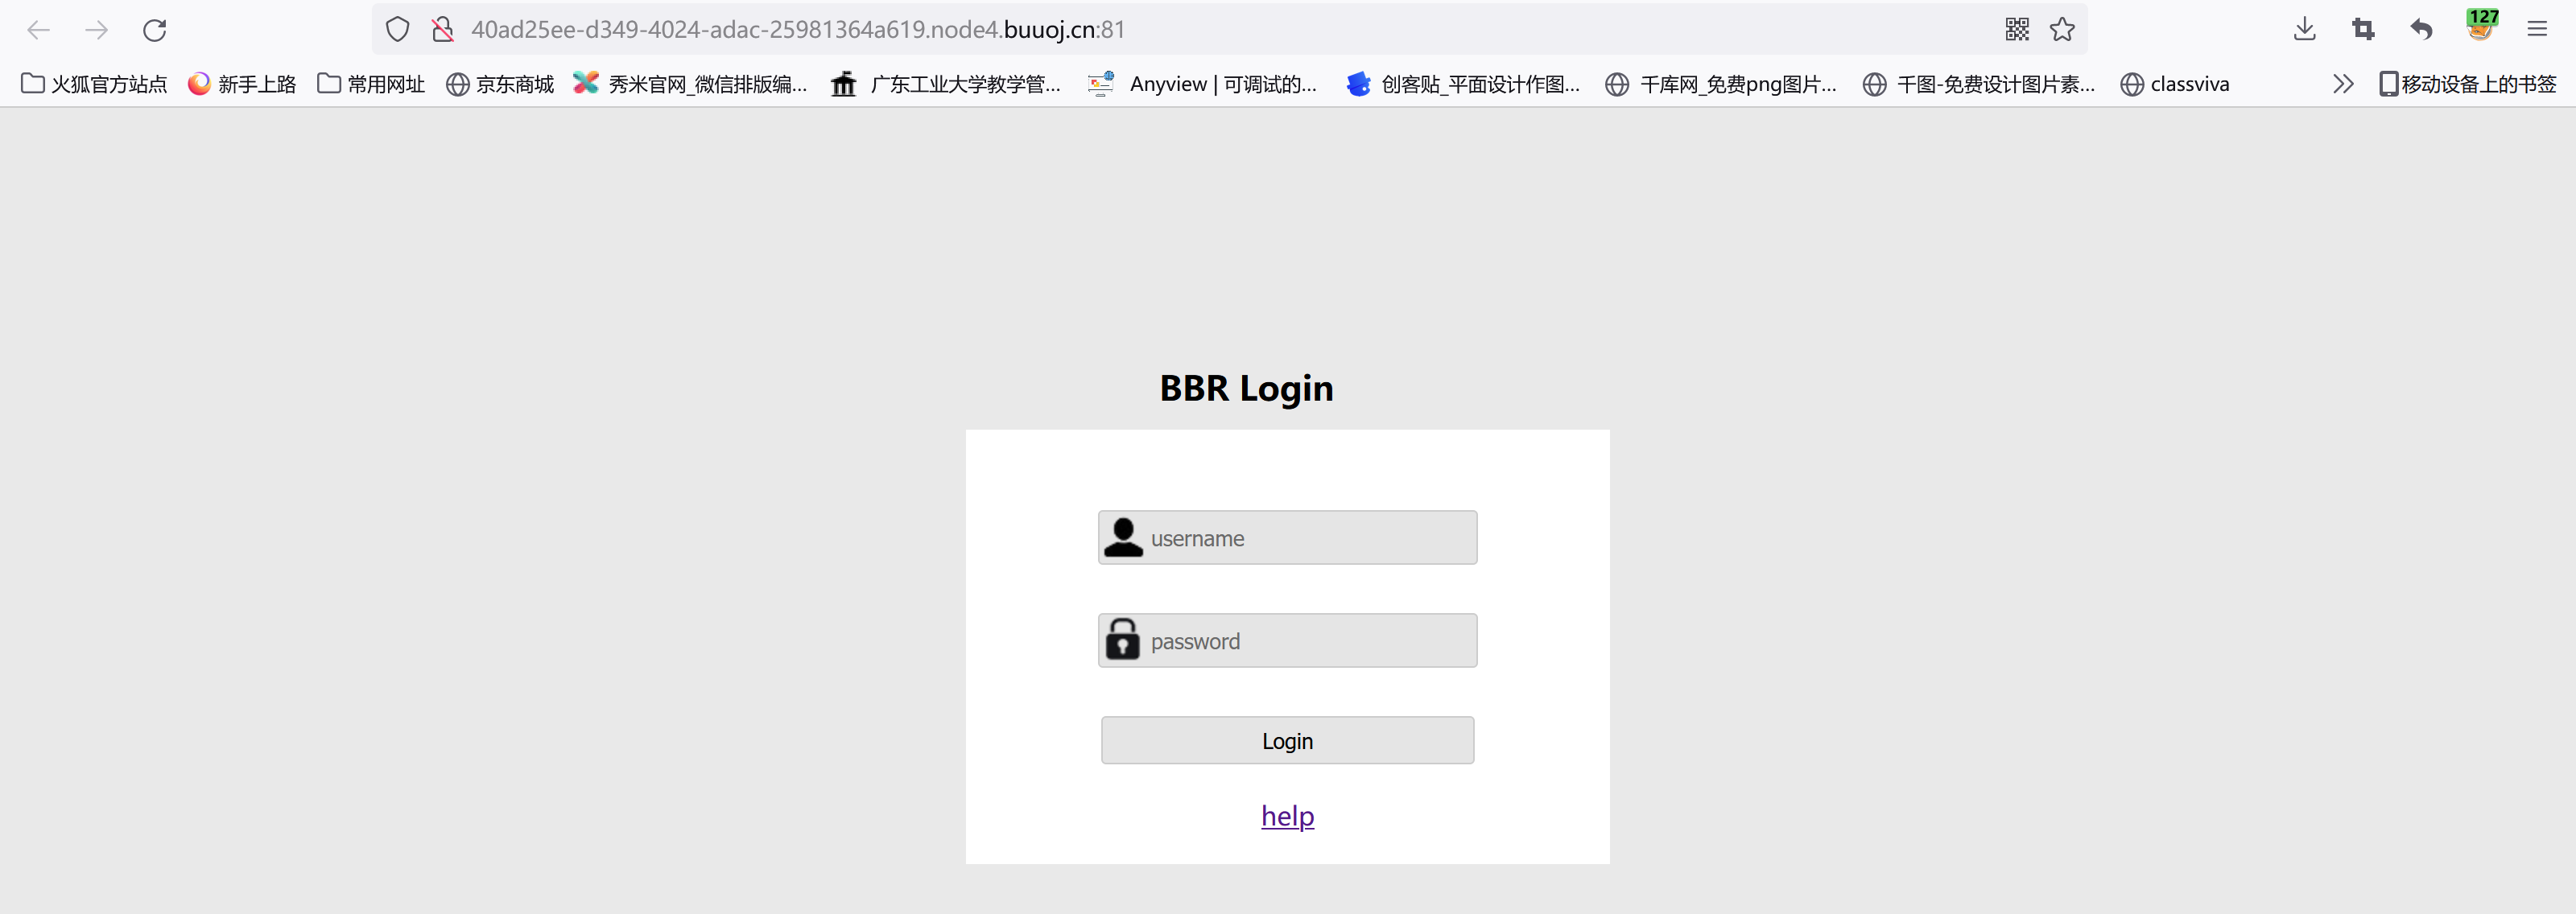 40ad25ee-d349-4024-adac-25981364a619.node4.buuoj.cn:81
127
火狐官方站点 新手上路 常用网址 京东商城 秀米官网_微信排版编... 广东工业大学教学管... Anyview | 可调试的... 创客贴_平面设计作图... 千库网_免费png图片... 千图-免费设计图片素... classviva 移动设备上的书签
BBR Login
username
password
Login
help